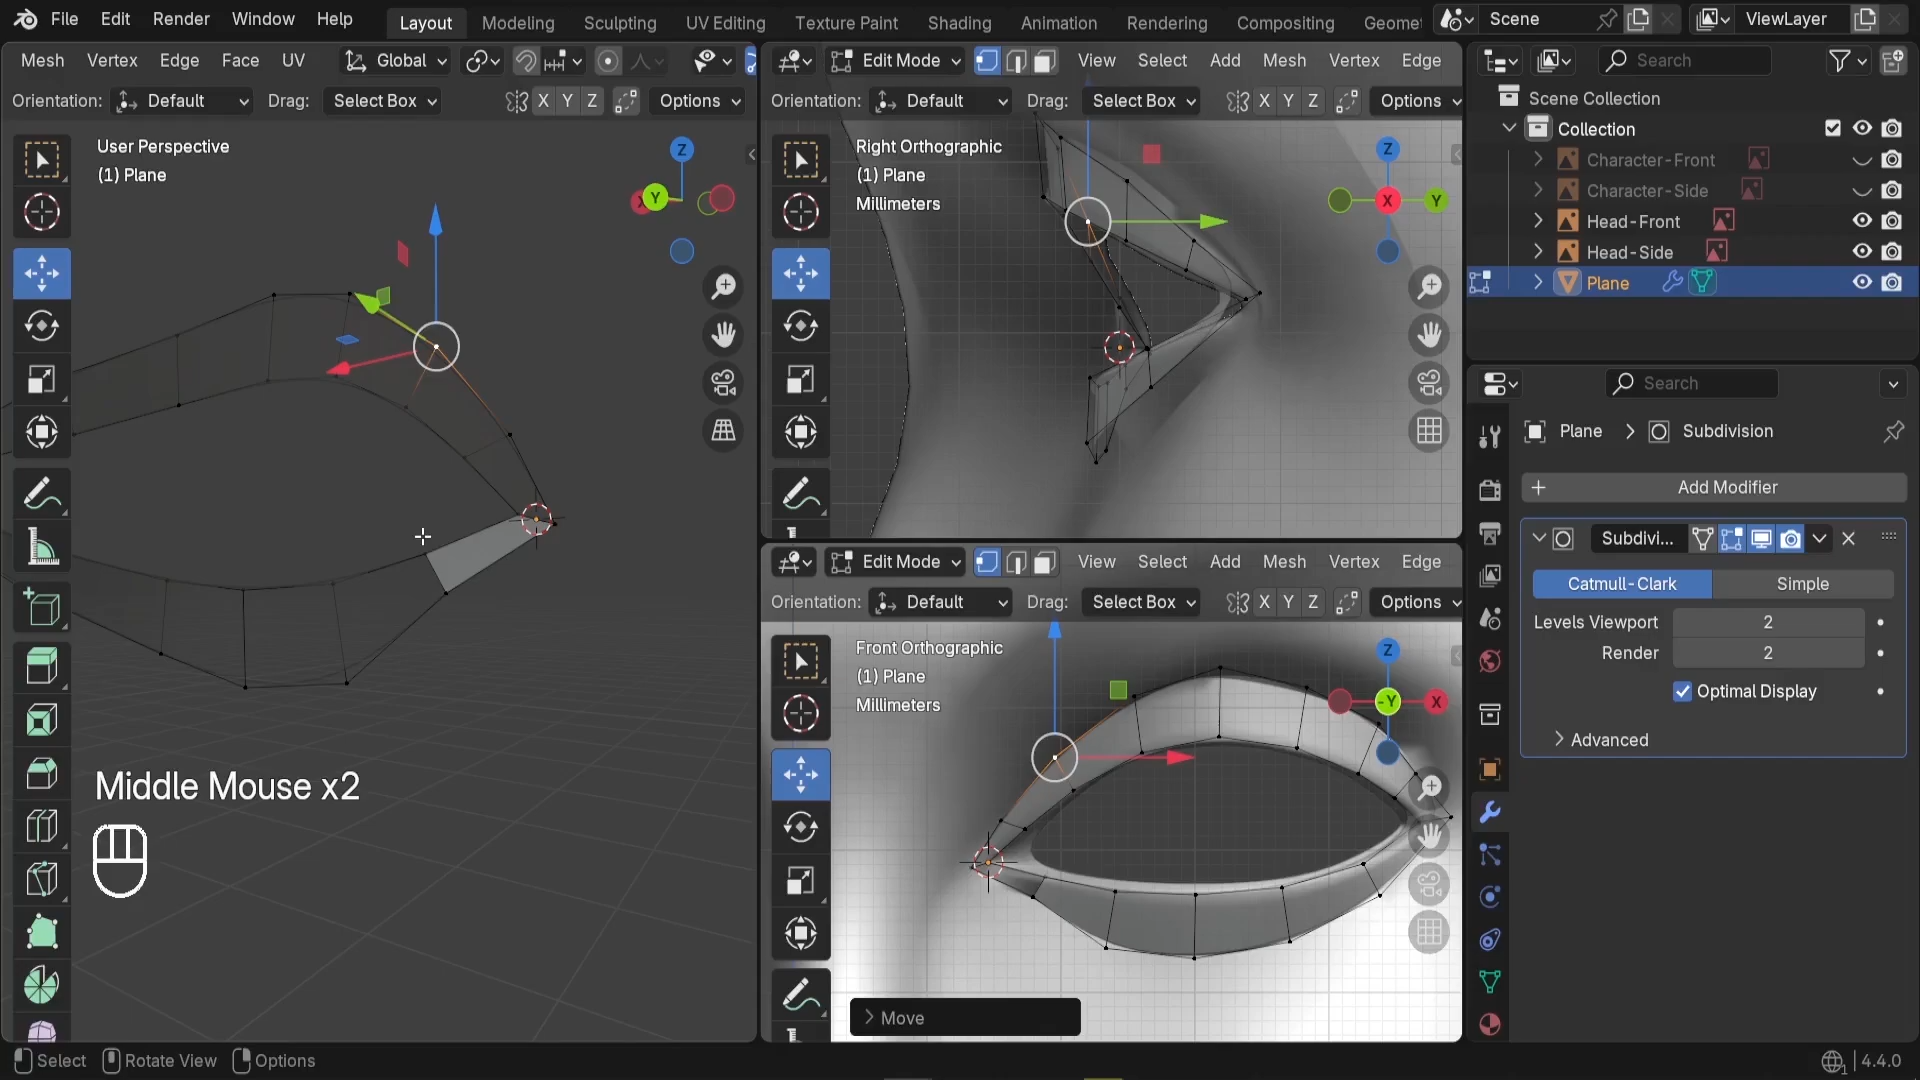 File Edit Render Window Help Layout Modeling Sculpting UV Editing Texture Paint Shading Animation Rendering Compositing Geomet Scene ViewLayer
Mesh Vertex Edge Face UV Global
Orientation: Default Drag: Select Box X Y Z Options
User Perspective
(1) Plane
Z
X Y
Middle Mouse x2
Edit Mode View Select Add Mesh Vertex Edge
Orientation: Default Drag: Select Box X Y Z Options
Right Orthographic
(1) Plane
Millimeters
Z
X Y
Edit Mode View Select Add Mesh Vertex Edge
Orientation: Default Drag: Select Box X Y Z Options
Front Orthographic
(1) Plane
Millimeters
Z
-Y X
Move
Search
Scene Collection
Collection
Character-Front
Character-Side
Head-Front
Head-Side
Plane
Search
Plane Subdivision
Add Modifier
Subdivi...
Catmull-Clark Simple
Levels Viewport 2
Render 2
Optimal Display
Advanced
Select Rotate View Options 4.4.0